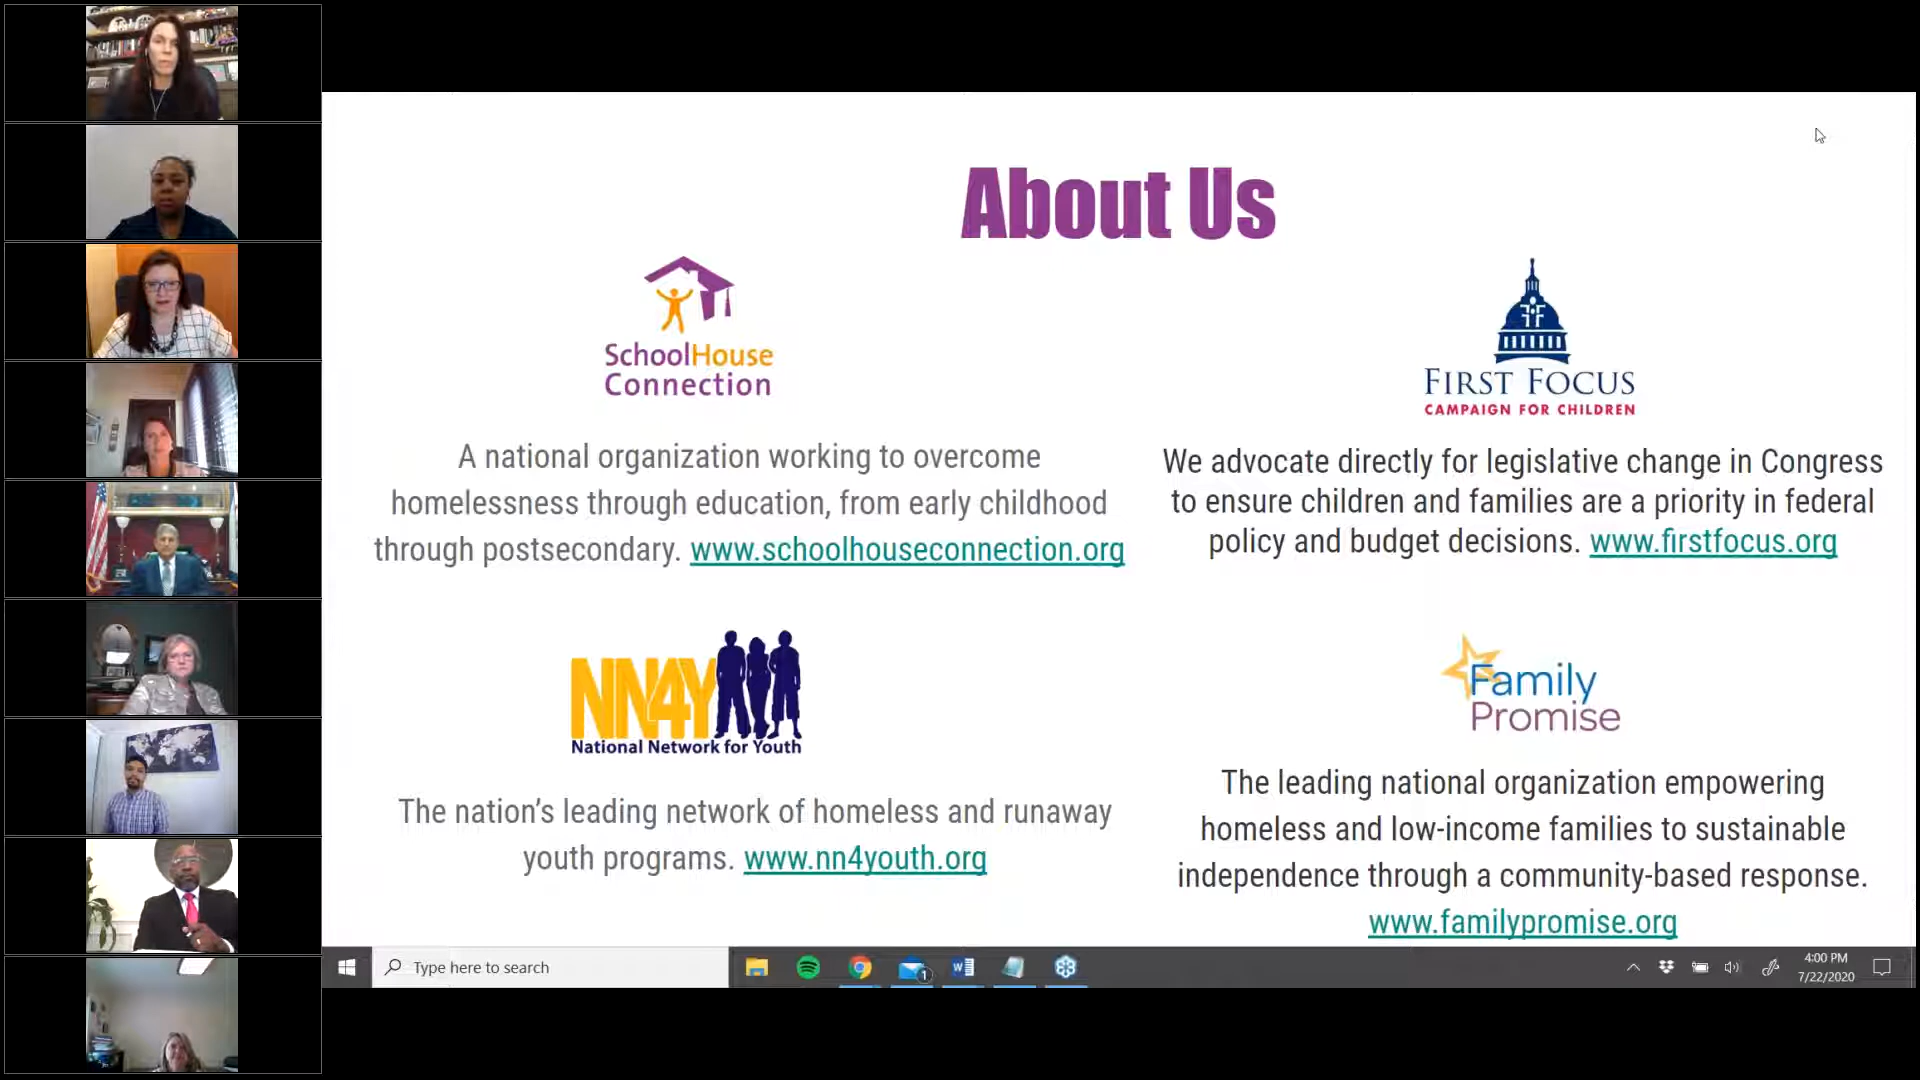 About Us
SchoolHouse
Connection
A national organization working to overcome
homelessness through education, from early childhood
through postsecondary. www.schoolhouseconnection.org
FIRST FOCUS
CAMPAIGN FOR CHILDREN
We advocate directly for legislative change in Congress
to ensure children and families are a priority in federal
policy and budget decisions. www.firstfocus.org
NN4Y
National Network for Youth
The nation’s leading network of homeless and runaway
youth programs. www.nn4youth.org
Family
Promise
The leading national organization empowering
homeless and low-income families to sustainable
independence through a community-based response.
www.familypromise.org
Type here to search
1
4:00 PM
7/22/2020